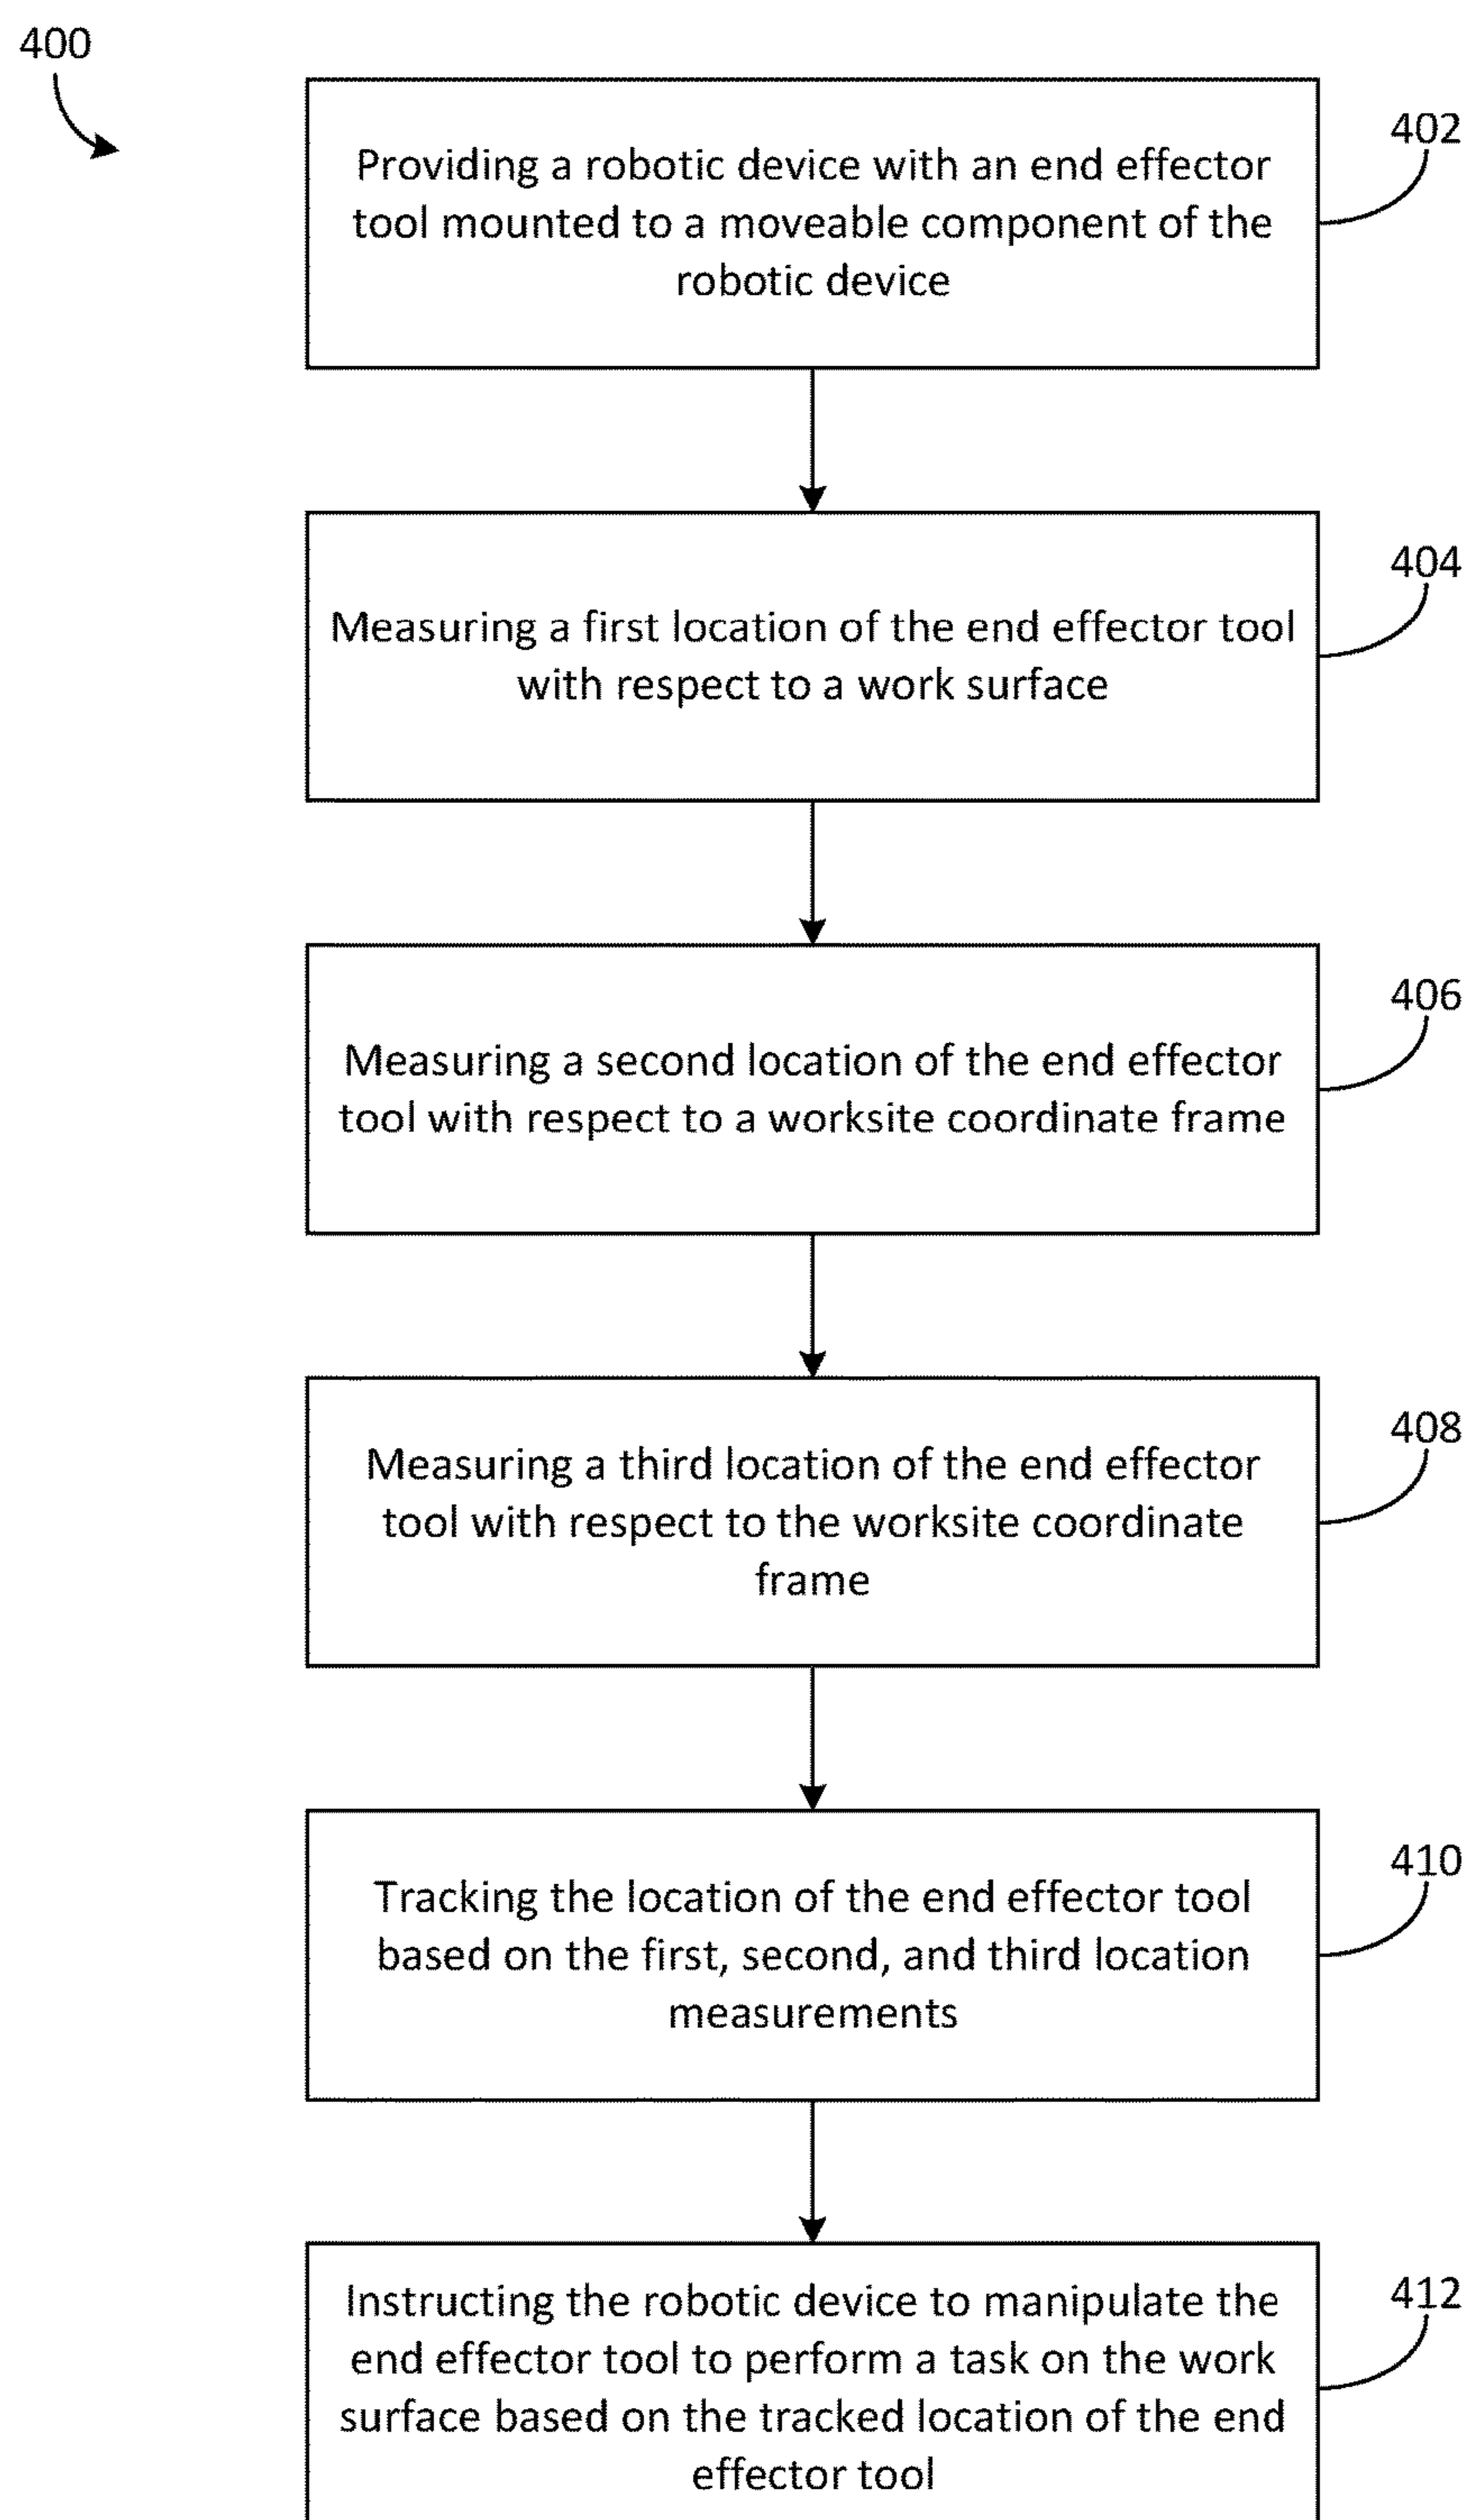 400
402
Providing a robotic device with an end effector
tool mounted to a moveable component of the
robotic device
404
Measuring a first location of the end effector tool
with respect to a work surface
406
Measuring a second location of the end effector
tool with respect to a worksite coordinate frame
408
Measuring a third location of the end effector
tool with respect to the worksite coordinate
frame
410
Tracking the location of the end effector tool
based on the first, second, and third location
measurements
412
Instructing the robotic device to manipulate the
end effector tool to perform a task on the work
surface based on the tracked location of the end
effector tool